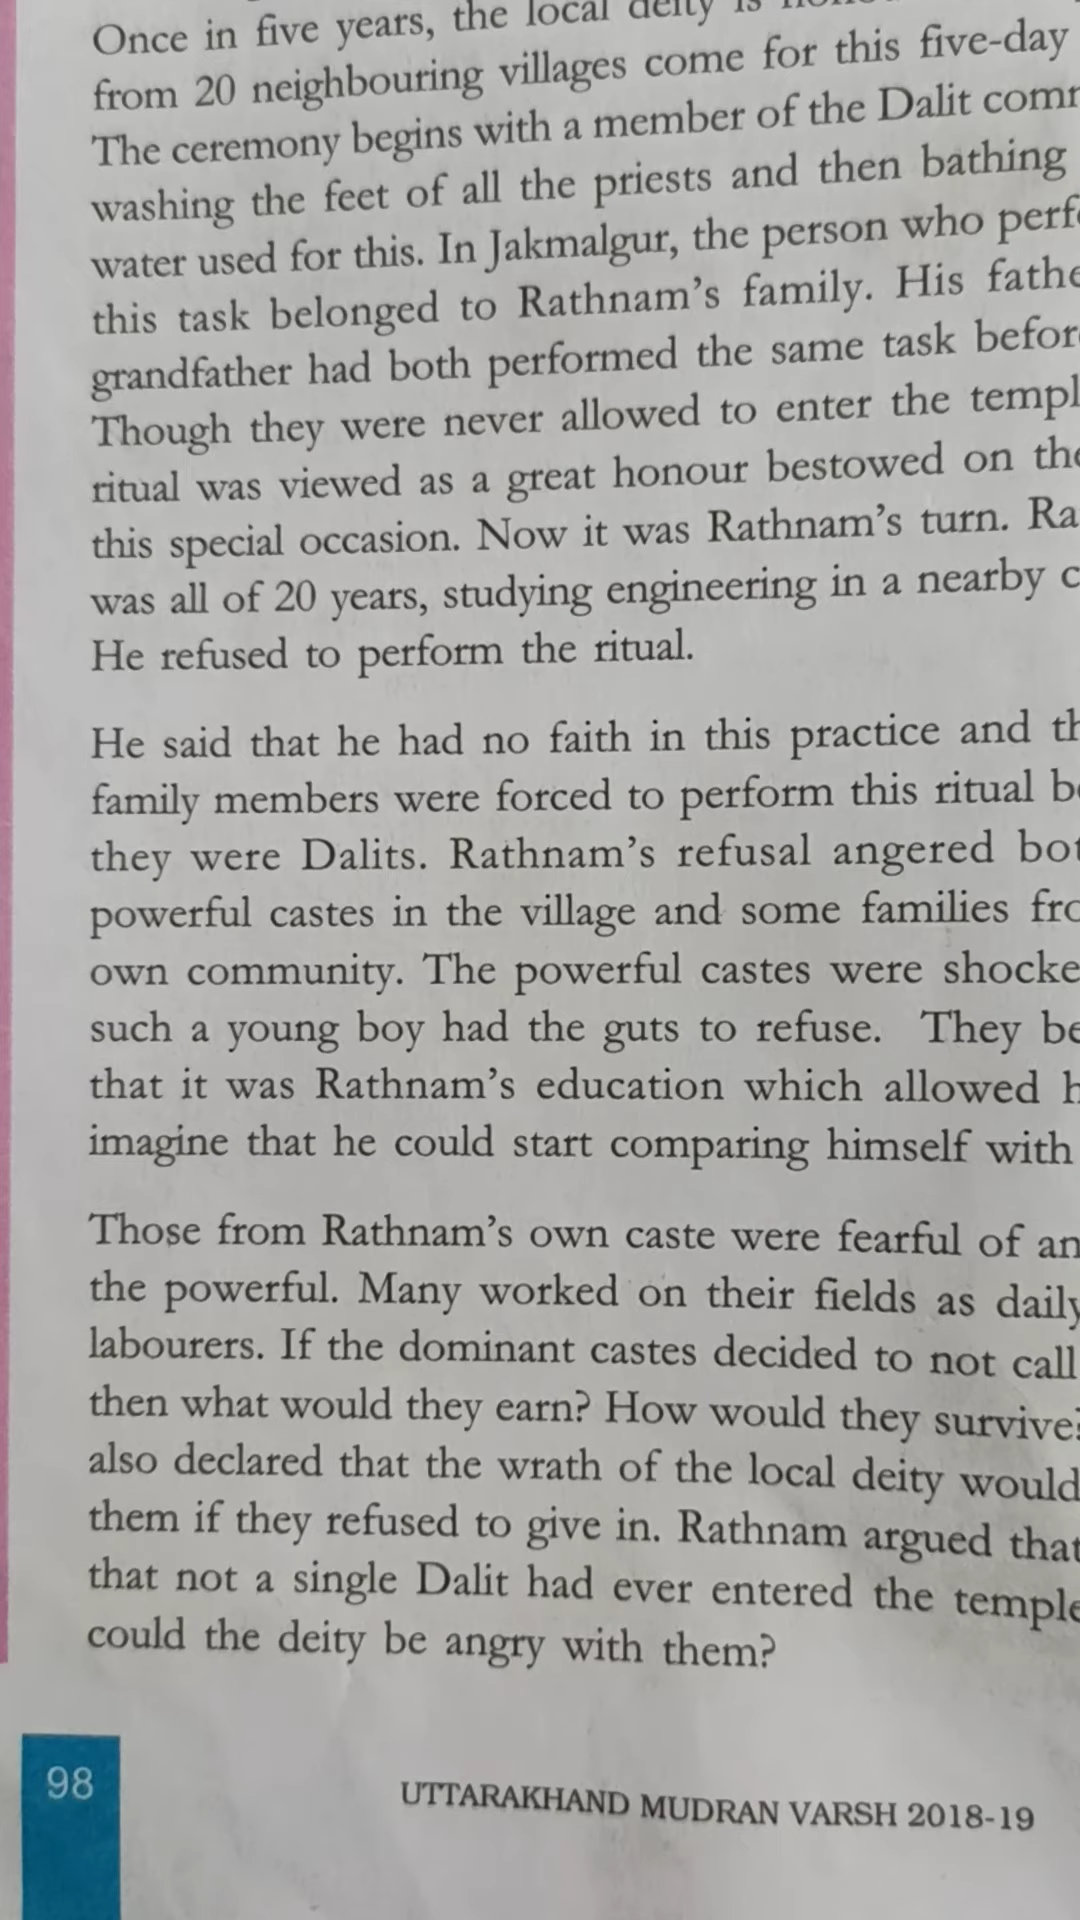 Once in five years, the local deity is
from 20 neighbouring villages come for this five-day
The ceremony begins with a member of the Dalit
washing the feet of all the priests and then bathing
water used for this. In Jakmalgur, the person who
this task belonged to Rathnam's family. His
grandfather had both performed the same task
Though they were never allowed to enter the
ritual was viewed as a great honour bestowed on
this special occasion. Now it was Rathnam's turn.
was all of 20 years, studying engineering in a nearby
He refused to perform the ritual.
He said that he had no faith in this practice and
family members were forced to perform this ritual
they were Dalits. Rathnam's refusal angered
powerful castes in the village and some families
own community. The powerful castes were
such a young boy had the guts to refuse. They
that it was Rathnam's education which allowed
imagine that he could start comparing himself with
Those from Rathnam's own caste were fearful of
the powerful. Many worked on their fields as daily
labourers. If the dominant castes decided to not call
then what would they earn? How would they survive?
also declared that the wrath of the local deity would
them if they refused to give in. Rathnam argued that
that not a single Dalit had ever entered the temple
could the deity be angry with them?
98
UTTARAKHAND MUDRAN VARSH 2018-19